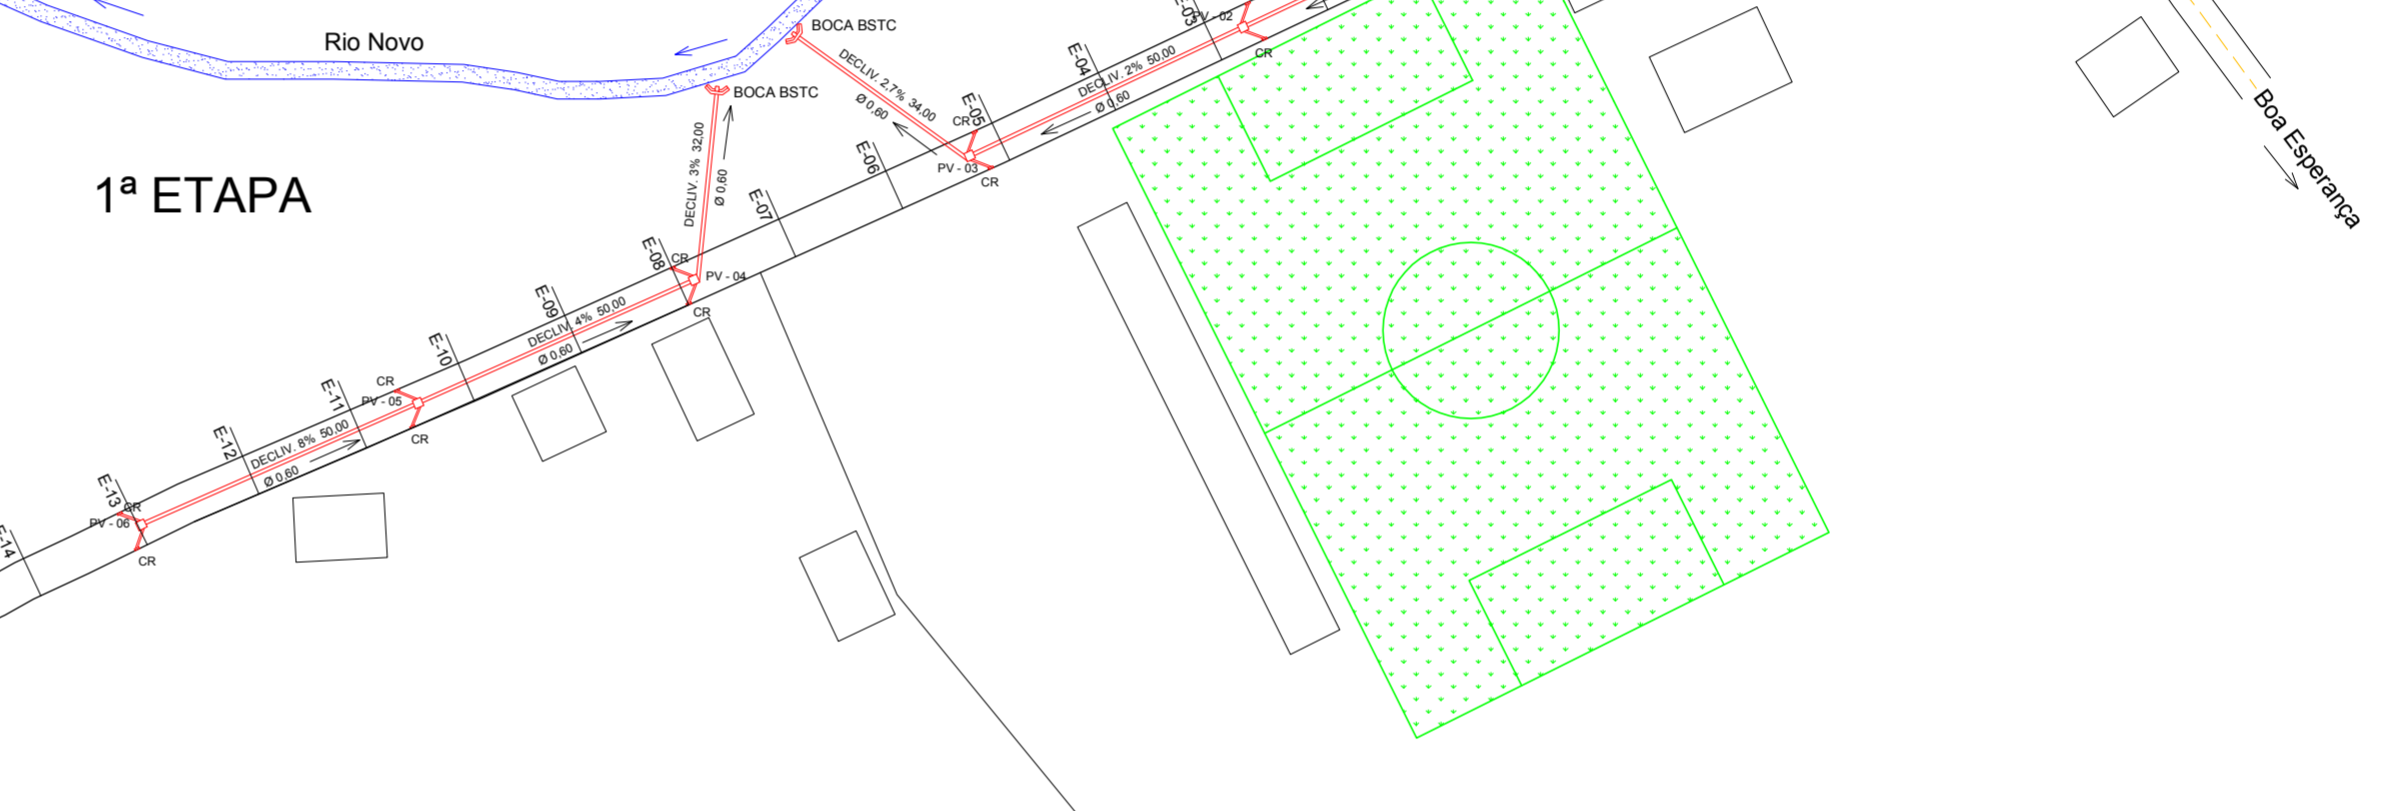 Rio Novo
BOCA BSTC
BOCA BSTC
1ª ETAPA
DECLIV. 2,7% 34,00
Ø 0,60
DECLIV. 3% 32,00
Ø 0,60
E-03
PV - 02
CR
E-04
DECLIV. 2% 50,00
Ø 0,60
E-05
CR
PV - 03
CR
E-06
E-07
E-08
CR
PV - 04
CR
E-09
DECLIV. 4% 50,00
Ø 0,60
E-10
CR
PV - 05
CR
E-11
DECLIV. 8% 50,00
Ø 0,60
E-12
E-13
CR
PV - 06
CR
E-14
Boa Esperança